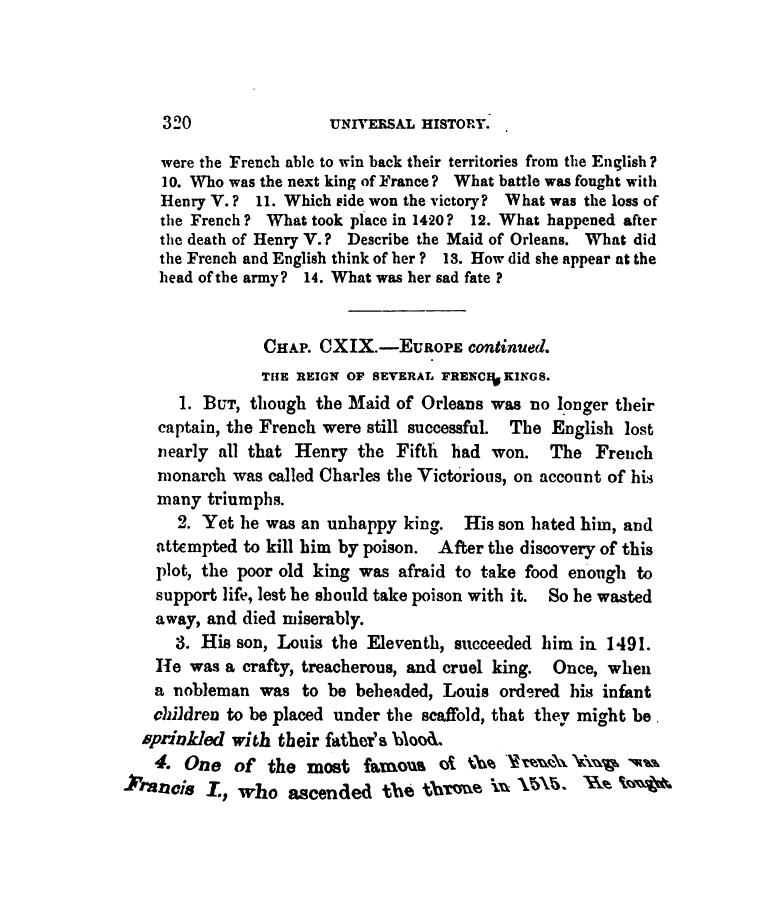 320 UNIVERSAL HISTORY.
were the French able to win back their territories from the English?
10. Who was the next king of France? What battle was fought with
Henry V.? 11. Which side won the victory? What was the loss of
the French? What took place in 1420? 12. What happened after
the death of Henry V.? Describe the Maid of Orleans. What did
the French and English think of her? 13. How did she appear at the
head of the army? 14. What was her sad fate?
CHAP. CXIX.—EUROPE continued.
THE REIGN OF SEVERAL FRENCH KINGS.
1. BUT, though the Maid of Orleans was no longer their
captain, the French were still successful. The English lost
nearly all that Henry the Fifth had won. The French
monarch was called Charles the Victorious, on account of his
many triumphs.
2. Yet he was an unhappy king. His son hated him, and
attempted to kill him by poison. After the discovery of this
plot, the poor old king was afraid to take food enough to
support life, lest he should take poison with it. So he wasted
away, and died miserably.
3. His son, Louis the Eleventh, succeeded him in 1491.
He was a crafty, treacherous, and cruel king. Once, when
a nobleman was to be beheaded, Louis ordered his infant
children to be placed under the scaffold, that they might be
sprinkled with their father's blood.
4. One of the most famous of the French kings was
Francis I., who ascended the throne in 1515. He fought